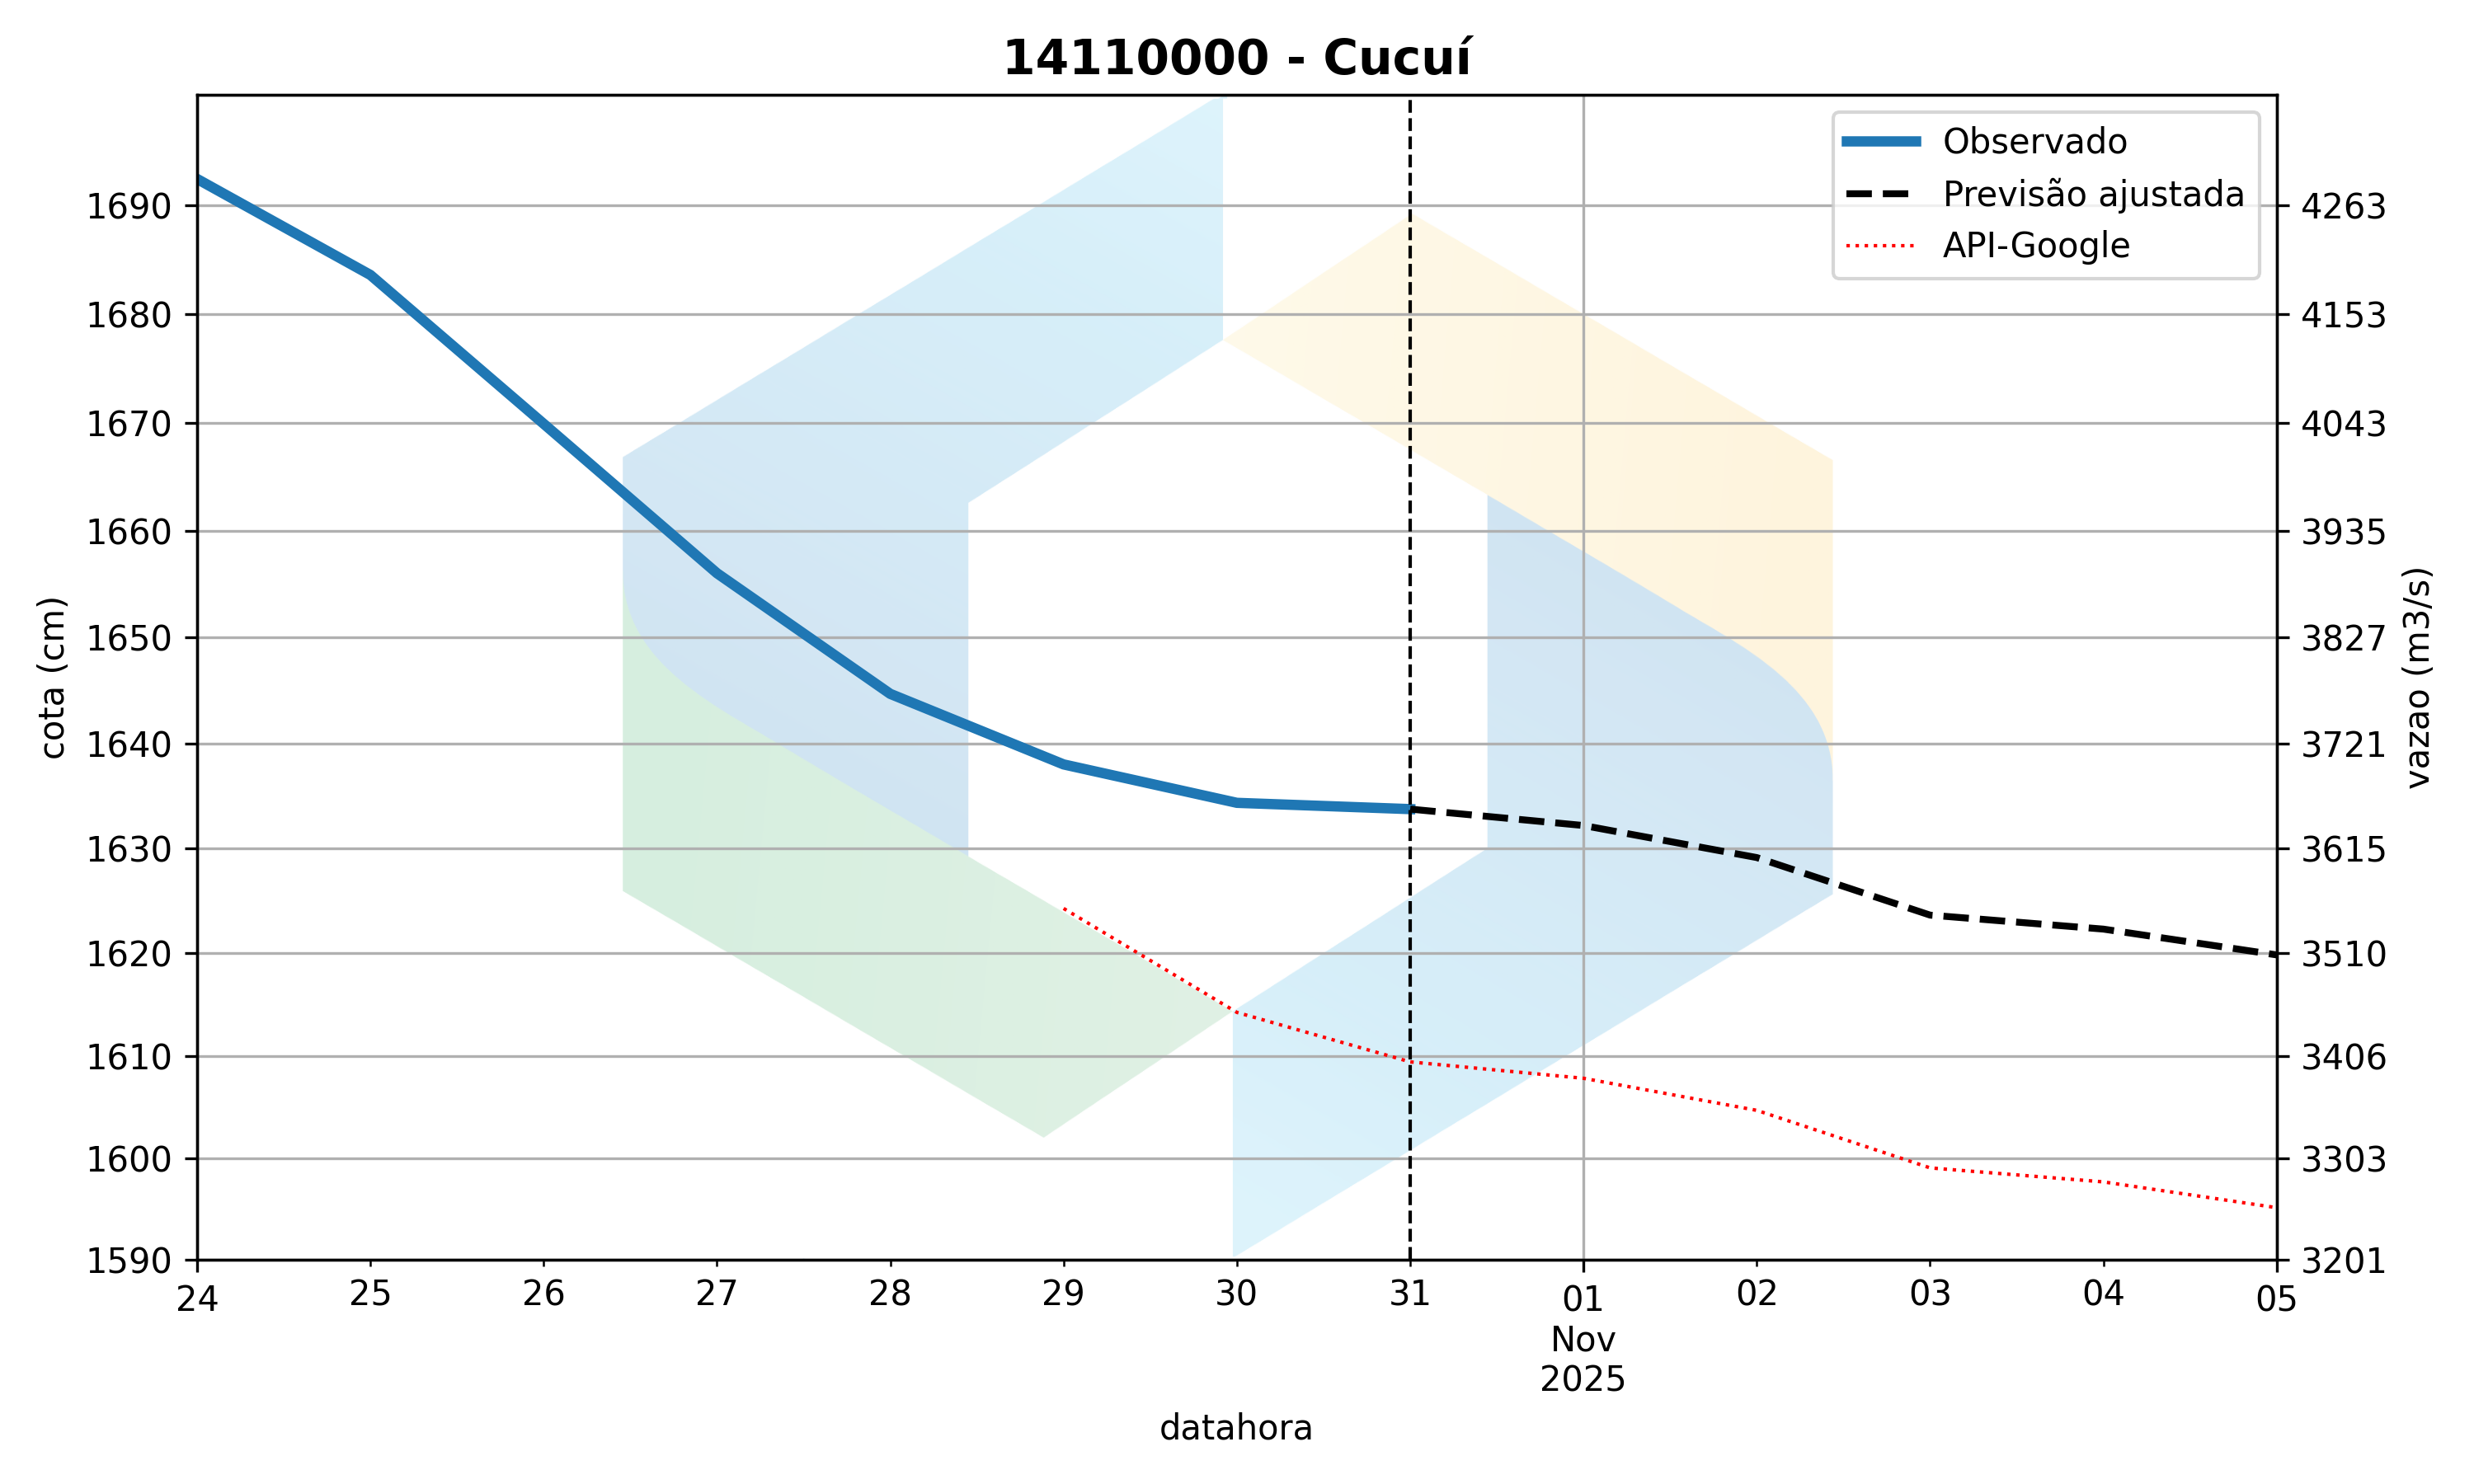 14110000 - Cucuí
Observado
Previsão ajustada
API-Google
1690
1680
1670
1660
1650
1640
1630
1620
1610
1600
1590
cota (cm)
4263
4153
4043
3935
3827
3721
3615
3510
3406
3303
3201
vazao (m3/s)
24 25 26 27 28 29 30 31 01 02 03 04 05
Nov
2025
datahora